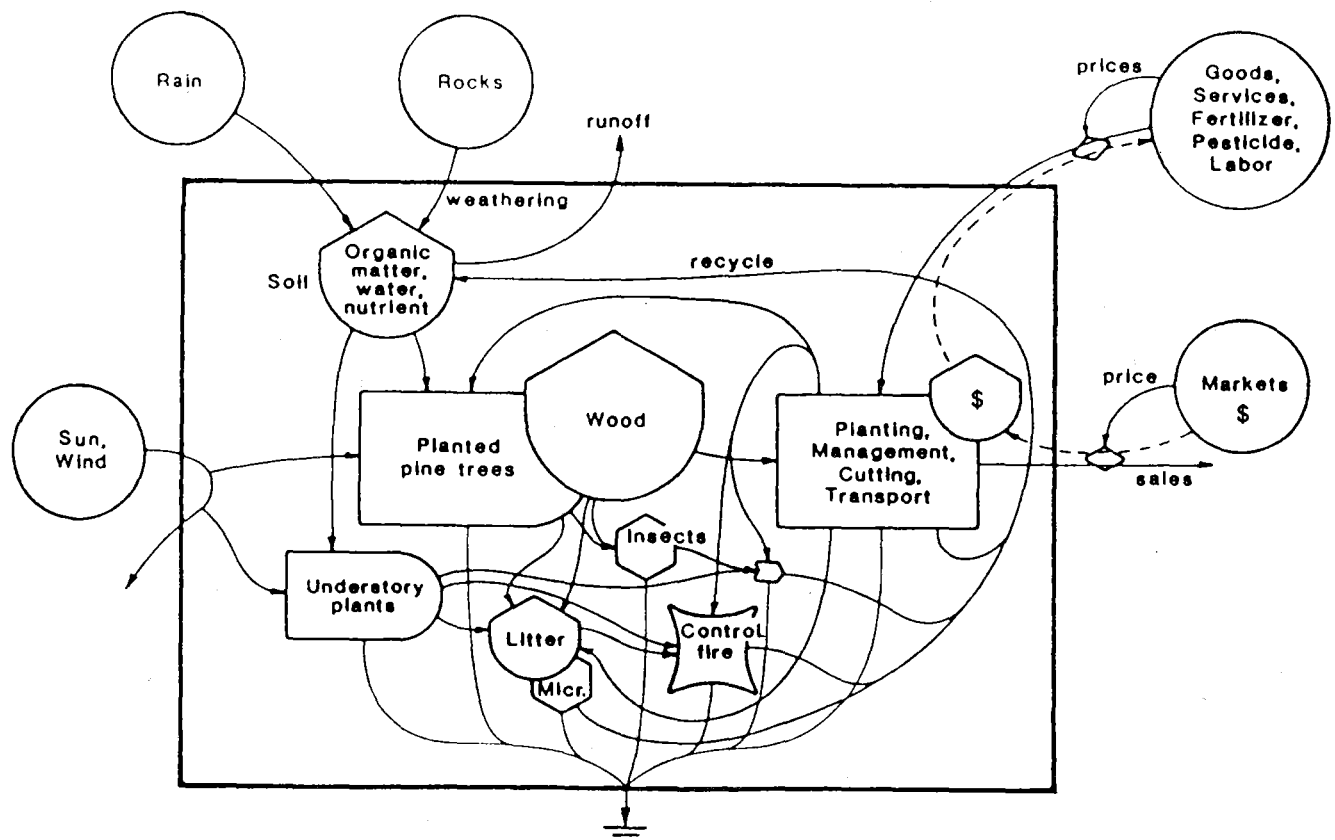 Rain
Rocks
runoff
prices
Goods,
Services,
Fertilizer,
Pesticide,
Labor
weathering
Soil
Organic
matter,
water,
nutrient
recycle
Sun,
Wind
Planted
pine trees
Wood
Planting,
Management,
Cutting,
Transport
$
price
Markets
$
sales
Insects
Understory
plants
Litter
Micr.
Control
fire